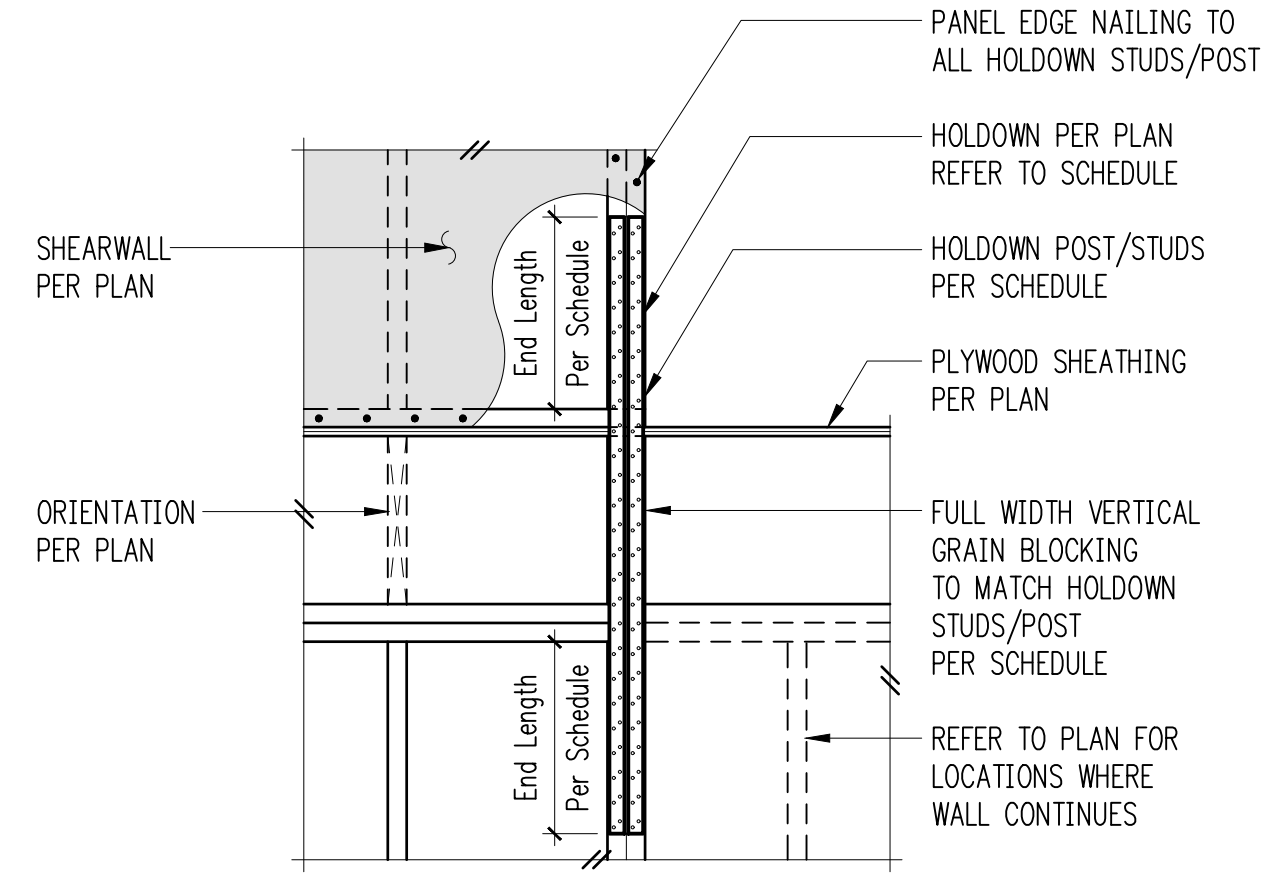 PANEL EDGE NAILING TO
ALL HOLDOWN STUDS/POST
HOLDOWN PER PLAN
REFER TO SCHEDULE
HOLDOWN POST/STUDS
PER SCHEDULE
PLYWOOD SHEATHING
PER PLAN
FULL WIDTH VERTICAL
GRAIN BLOCKING
TO MATCH HOLDOWN
STUDS/POST
PER SCHEDULE
REFER TO PLAN FOR
LOCATIONS WHERE
WALL CONTINUES
SHEARWALL
PER PLAN
ORIENTATION
PER PLAN
End Length
Per Schedule
End Length
Per Schedule